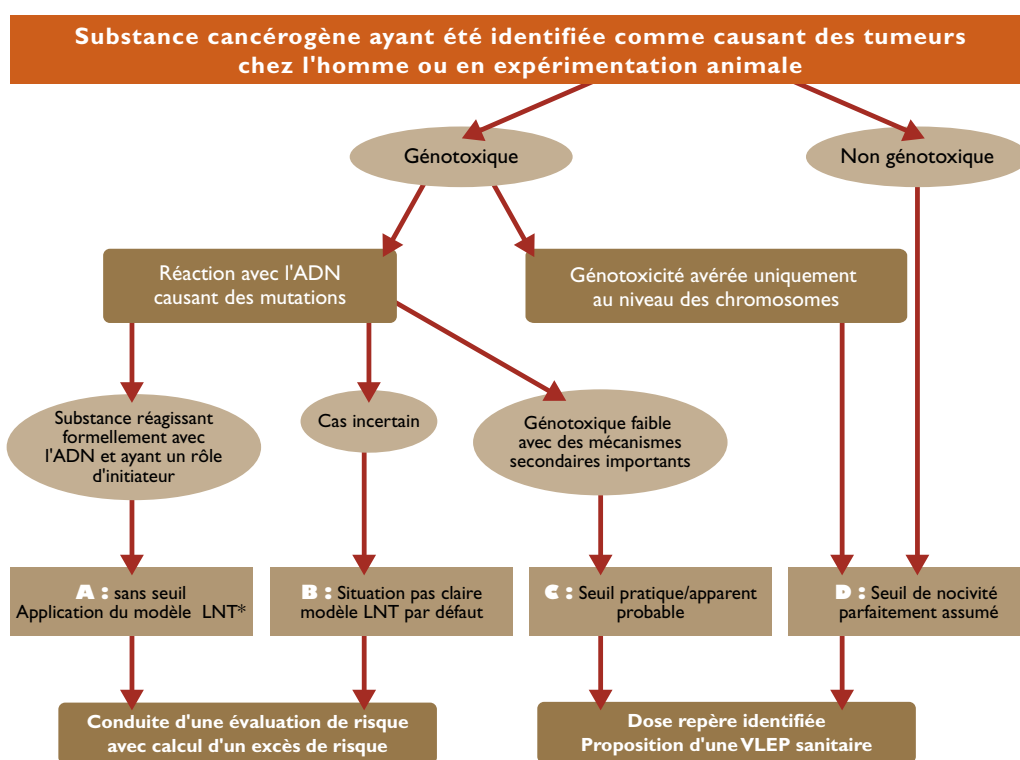 Substance cancérogène ayant été identifiée comme causant des tumeurs
chez l'homme ou en expérimentation animale
Génotoxique
Non génotoxique
Réaction avec l'ADN
causant des mutations
Génotoxicité avérée uniquement
au niveau des chromosomes
Substance réagissant
formellement avec
l'ADN et ayant un rôle
d'initiateur
Cas incertain
Génotoxique faible
avec des mécanismes
secondaires importants
A : sans seuil
Application du modèle LNT*
B : Situation pas claire
modèle LNT par défaut
C : Seuil pratique/apparent
probable
D : Seuil de nocivité
parfaitement assumé
Conduite d'une évaluation de risque
avec calcul d'un excès de risque
Dose repère identifiée
Proposition d'une VLEP sanitaire